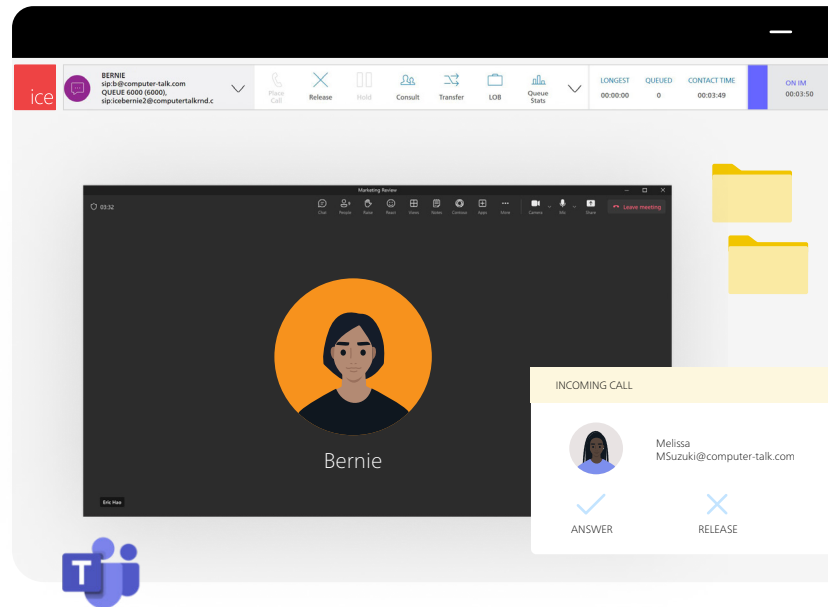 ice
BERNIE
sip:b@computer-talk.com
QUEUE 6000 (6000),
sip:icebernie2@computertalkrnd.c
Place
Call
Release
Hold
Consult
Transfer
LOB
Queue
Stats
LONGEST
00:00:00
QUEUED
0
CONTACT TIME
00:03:49
ON IM
00:03:50
Marketing Review
03:32
Chat
People
Raise
React
Views
Notes
Apps
More
Camera
Mic
Share
Leave meeting
Bernie
Eric Hao
INCOMING CALL
Melissa
MSuzuki@computer-talk.com
ANSWER
RELEASE
T